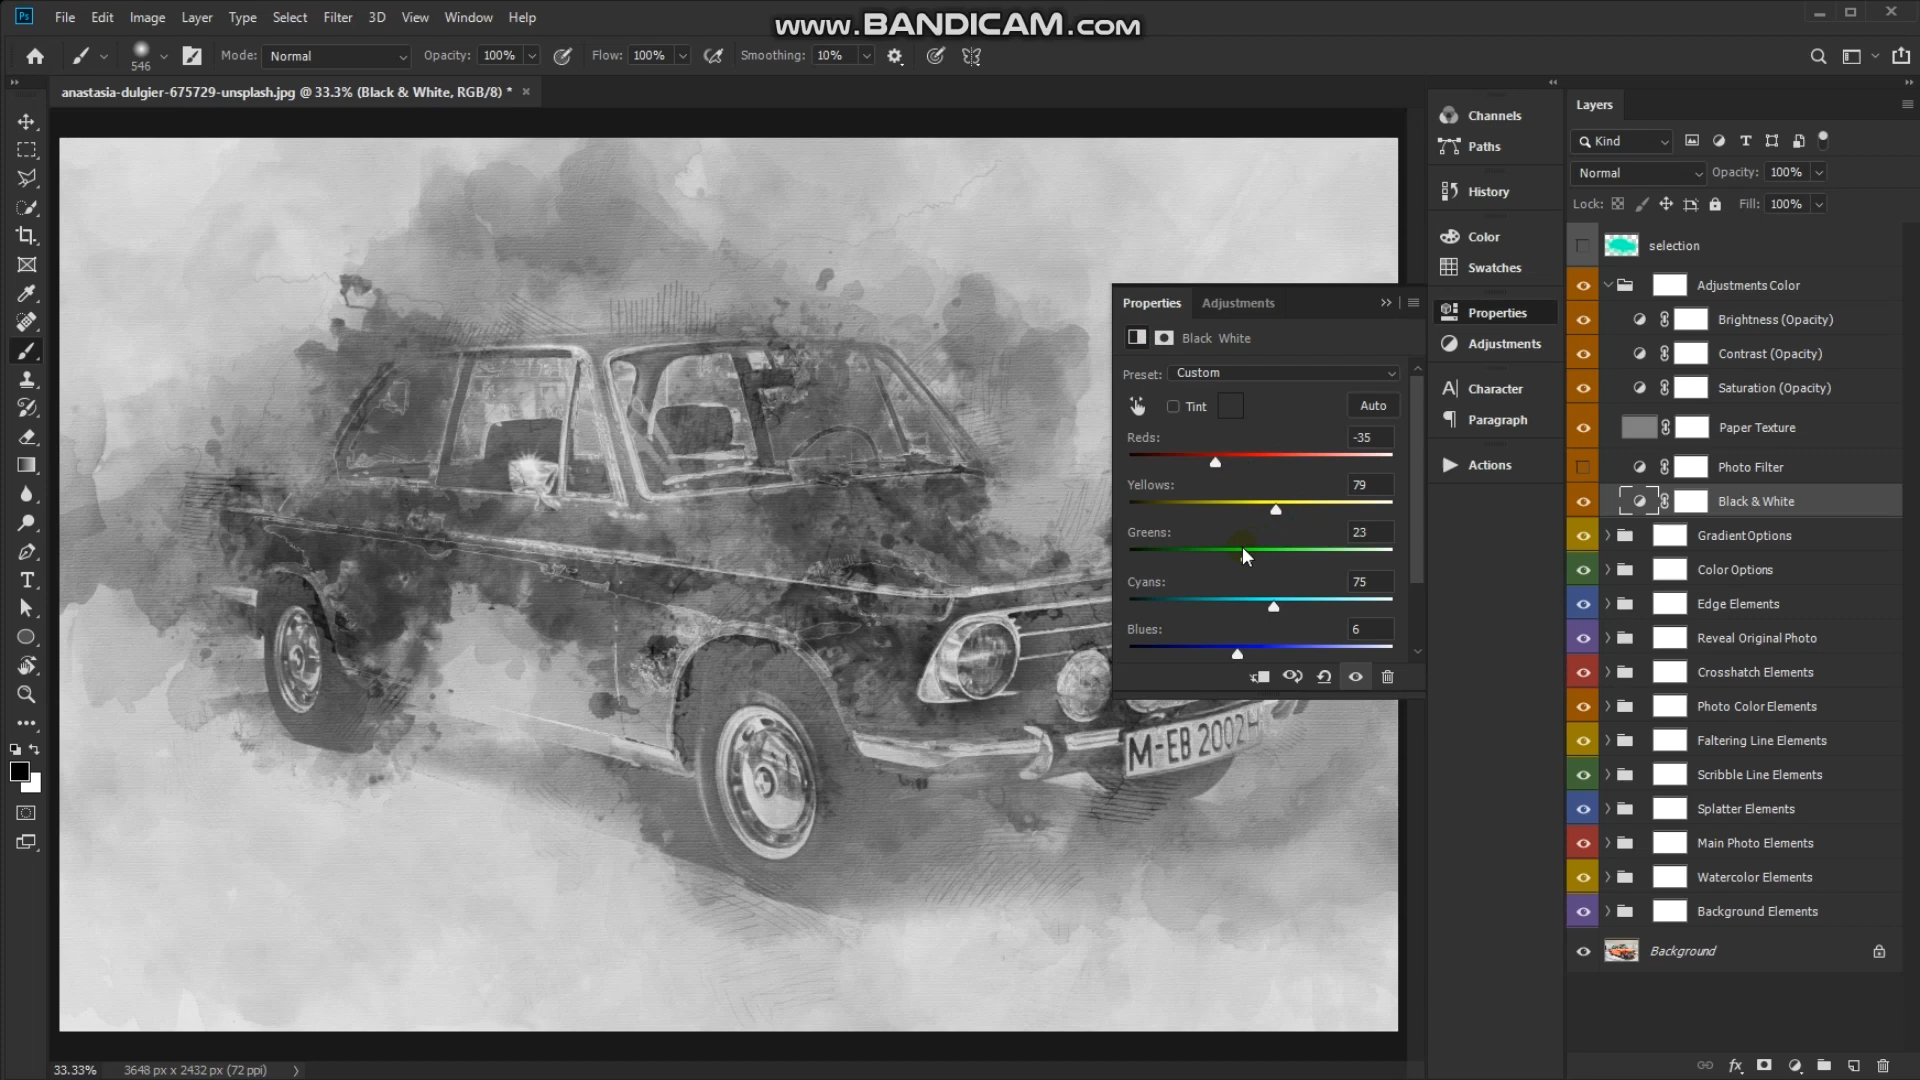 Ps File Edit Image Layer Type Select Filter 3D View Window Help
www.BANDICAM.com
546 Mode: Normal Opacity: 100% Flow: 100% Smoothing: 10%
anastasia-dulgier-675729-unsplash.jpg @ 33.3% (Black & White, RGB/8) * ×
M-EB 2002H
33.33% 3648 px x 2432 px (72 ppi)
Properties Adjustments
Black White
Preset: Custom
Tint Auto
Reds: -35
Yellows: 79
Greens: 23
Cyans: 75
Blues: 6
Channels
Paths
History
Color
Swatches
Properties
Adjustments
Character
Paragraph
Actions
Layers
Kind
Normal Opacity: 100%
Lock: Fill: 100%
selection
Adjustments Color
Brightness (Opacity)
Contrast (Opacity)
Saturation (Opacity)
Paper Texture
Photo Filter
Black & White
Gradient Options
Color Options
Edge Elements
Reveal Original Photo
Crosshatch Elements
Photo Color Elements
Faltering Line Elements
Scribble Line Elements
Splatter Elements
Main Photo Elements
Watercolor Elements
Background Elements
Background